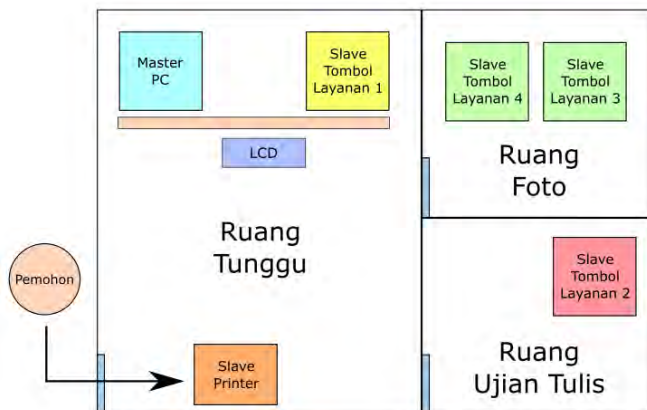 Master
PC
Slave
Tombol
Layanan 1
LCD
Ruang
Tunggu
Pemohon
Slave
Printer
Slave
Tombol
Layanan 4
Slave
Tombol
Layanan 3
Ruang
Foto
Slave
Tombol
Layanan 2
Ruang
Ujian Tulis